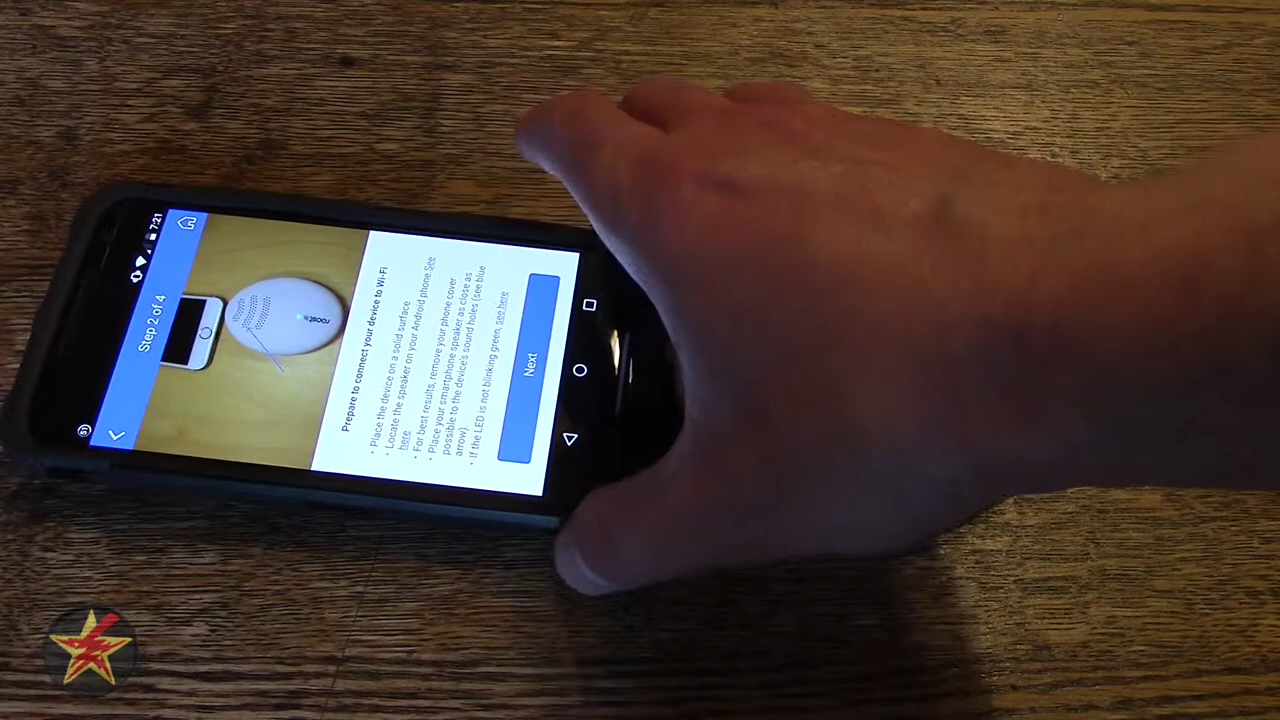 7:21
Step 2 of 4
roost
Prepare to connect your device to Wi-Fi
• Place the device on a solid surface
• Locate the speaker on your Android phone See
here
• For best results, remove your phone cover
• Place your smartphone speaker as close as
possible to the device's sound holes (see blue
arrow).
• If the LED is not blinking green, see here
Next